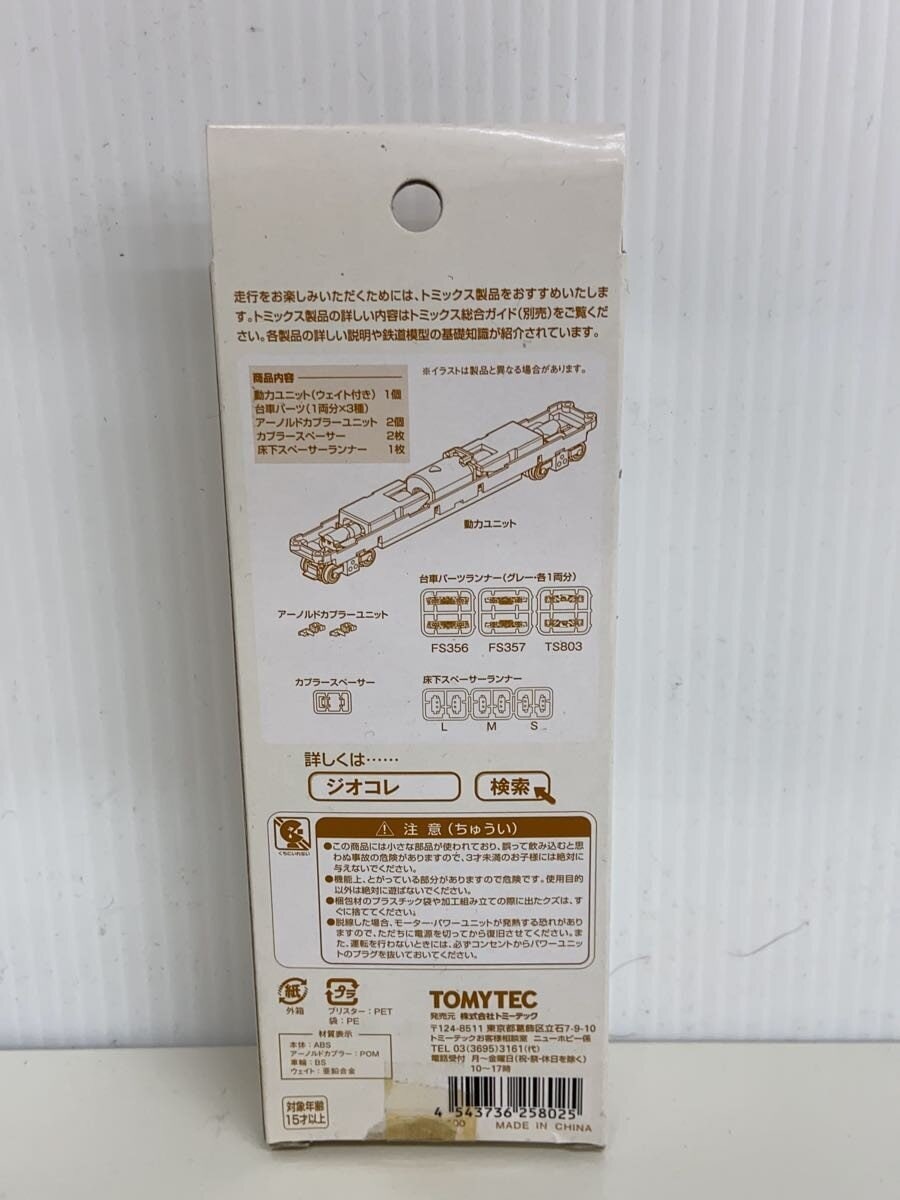 走行をお楽しみいただくためには、トミックス製品をおすすめいたしま
す。トミックス製品の詳しい内容はトミックス総合ガイド(別売)をご覧くだ
さい。各製品の詳しい説明や鉄道模型の基礎知識が紹介されています。
商品内容
動力ユニット(ウェイト付き) 1個
台車パーツ(1両分×3種)
アーノルドカプラーユニット 2個
カプラースペーサー 2枚
床下スペーサーランナー 1枚
※イラストは製品と異なる場合があります。
動力ユニット
台車パーツランナー(グレー・各1両分)
アーノルドカプラーユニット
FS356 FS357 TS803
カプラースペーサー
床下スペーサーランナー
L M S
詳しくは……
ジオコレ 検索
くちにいれない
⚠ 注意(ちゅうい)
●この商品には小さな部品が使われており、誤って飲み込むと思
わぬ事故の危険がありますので、3才未満のお子様には絶対に
与えないでください。
●機能上、とがっている部分がありますので危険です。使用目的
以外は絶対に遊ばないでください。
●梱包材のプラスチック袋や加工組み立ての際に出たクズは、す
ぐに捨ててください。
●脱線した場合、モーター・パワーユニットが発熱する恐れがあり
ますので、ただちに電源を切ってから復旧させてください。ま
た、運転を行わないときには、必ずコンセントからパワーユニッ
トのプラグを抜いておいてください。
紙
外箱
プラ
ブリスター:PET
袋:PE
材質表示
本体:ABS
アーノルドカプラー:POM
車輪:BS
ウェイト:亜鉛合金
対象年齢
15才以上
TOMYTEC
発売元 株式会社トミーテック
〒124-8511 東京都葛飾区立石7-9-10
トミーテックお客様相談室 ニューホビー係
TEL 03(3695)3161(代)
電話受付 月~金曜日(祝・祭・休日を除く)
10~17時
4 543736 258025
MADE IN CHINA